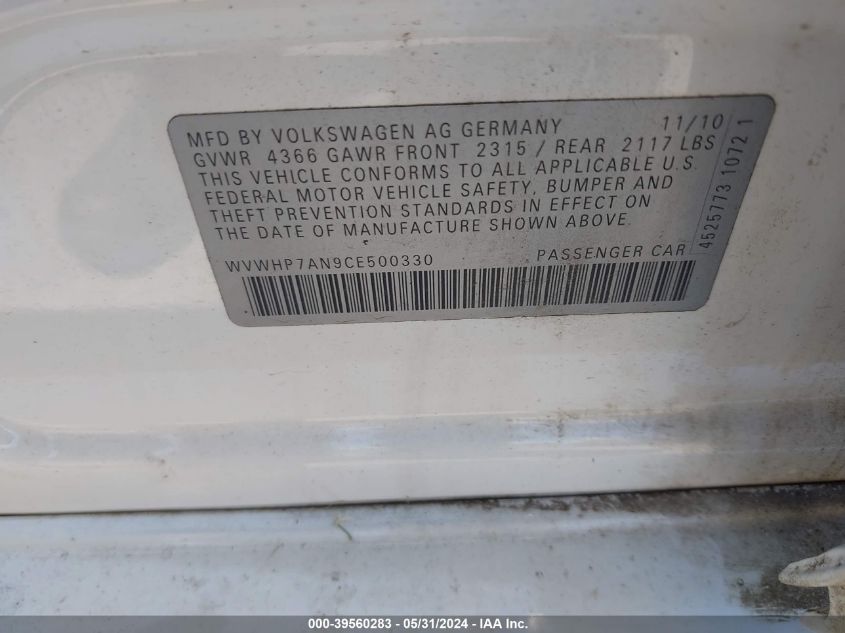 MFD BY VOLKSWAGEN AG GERMANY 11/10
GVWR 4366 GAWR FRONT 2315 / REAR 2117 LBS
THIS VEHICLE CONFORMS TO ALL APPLICABLE U.S.
FEDERAL MOTOR VEHICLE SAFETY, BUMPER AND
THEFT PREVENTION STANDARDS IN EFFECT ON
THE DATE OF MANUFACTURE SHOWN ABOVE.
WVWHP7AN9CE500330 PASSENGER CAR
4525773 1072 1
000-39560283 - 05/31/2024 - IAA Inc.